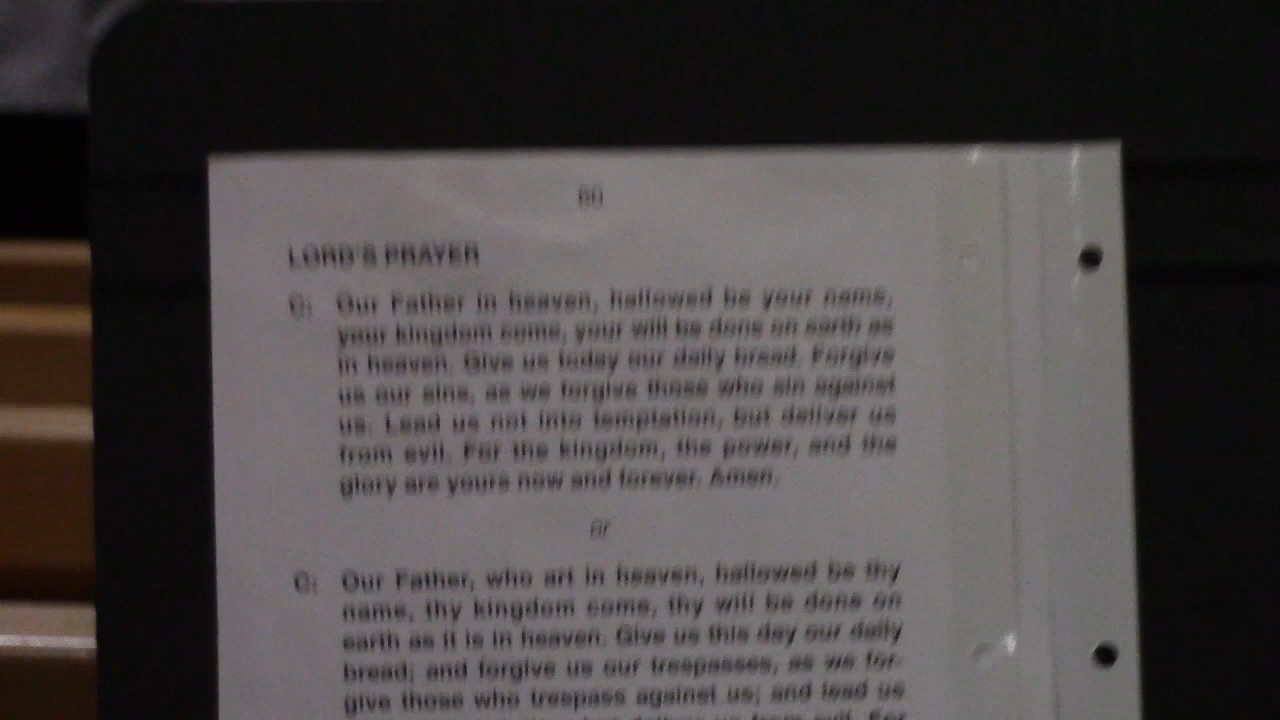 60
LORD'S PRAYER
C: Our Father in heaven, hallowed be your name,
your kingdom come, your will be done on earth as
in heaven. Give us today our daily bread. Forgive
us our sins, as we forgive those who sin against
us. Lead us not into temptation, but deliver us
from evil. For the kingdom, the power, and the
glory are yours now and forever. Amen.
or
C: Our Father, who art in heaven, hallowed be thy
name, thy kingdom come, thy will be done on
earth as it is in heaven. Give us this day our daily
bread; and forgive us our trespasses, as we for-
give those who trespass against us; and lead us
deliver us from evil. For